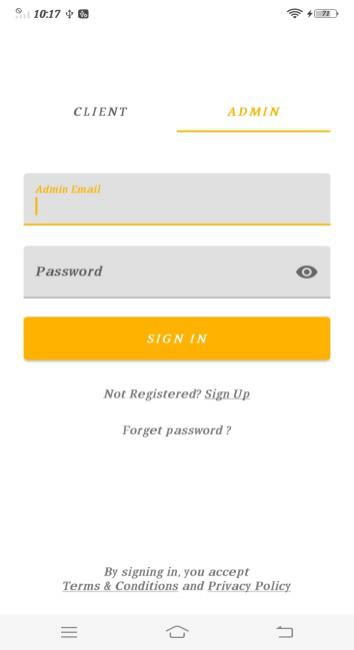 10:17
72
CLIENT ADMIN
Admin Email
Password
SIGN IN
Not Registered? Sign Up
Forget password ?
By signing in, you accept
Terms & Conditions and Privacy Policy